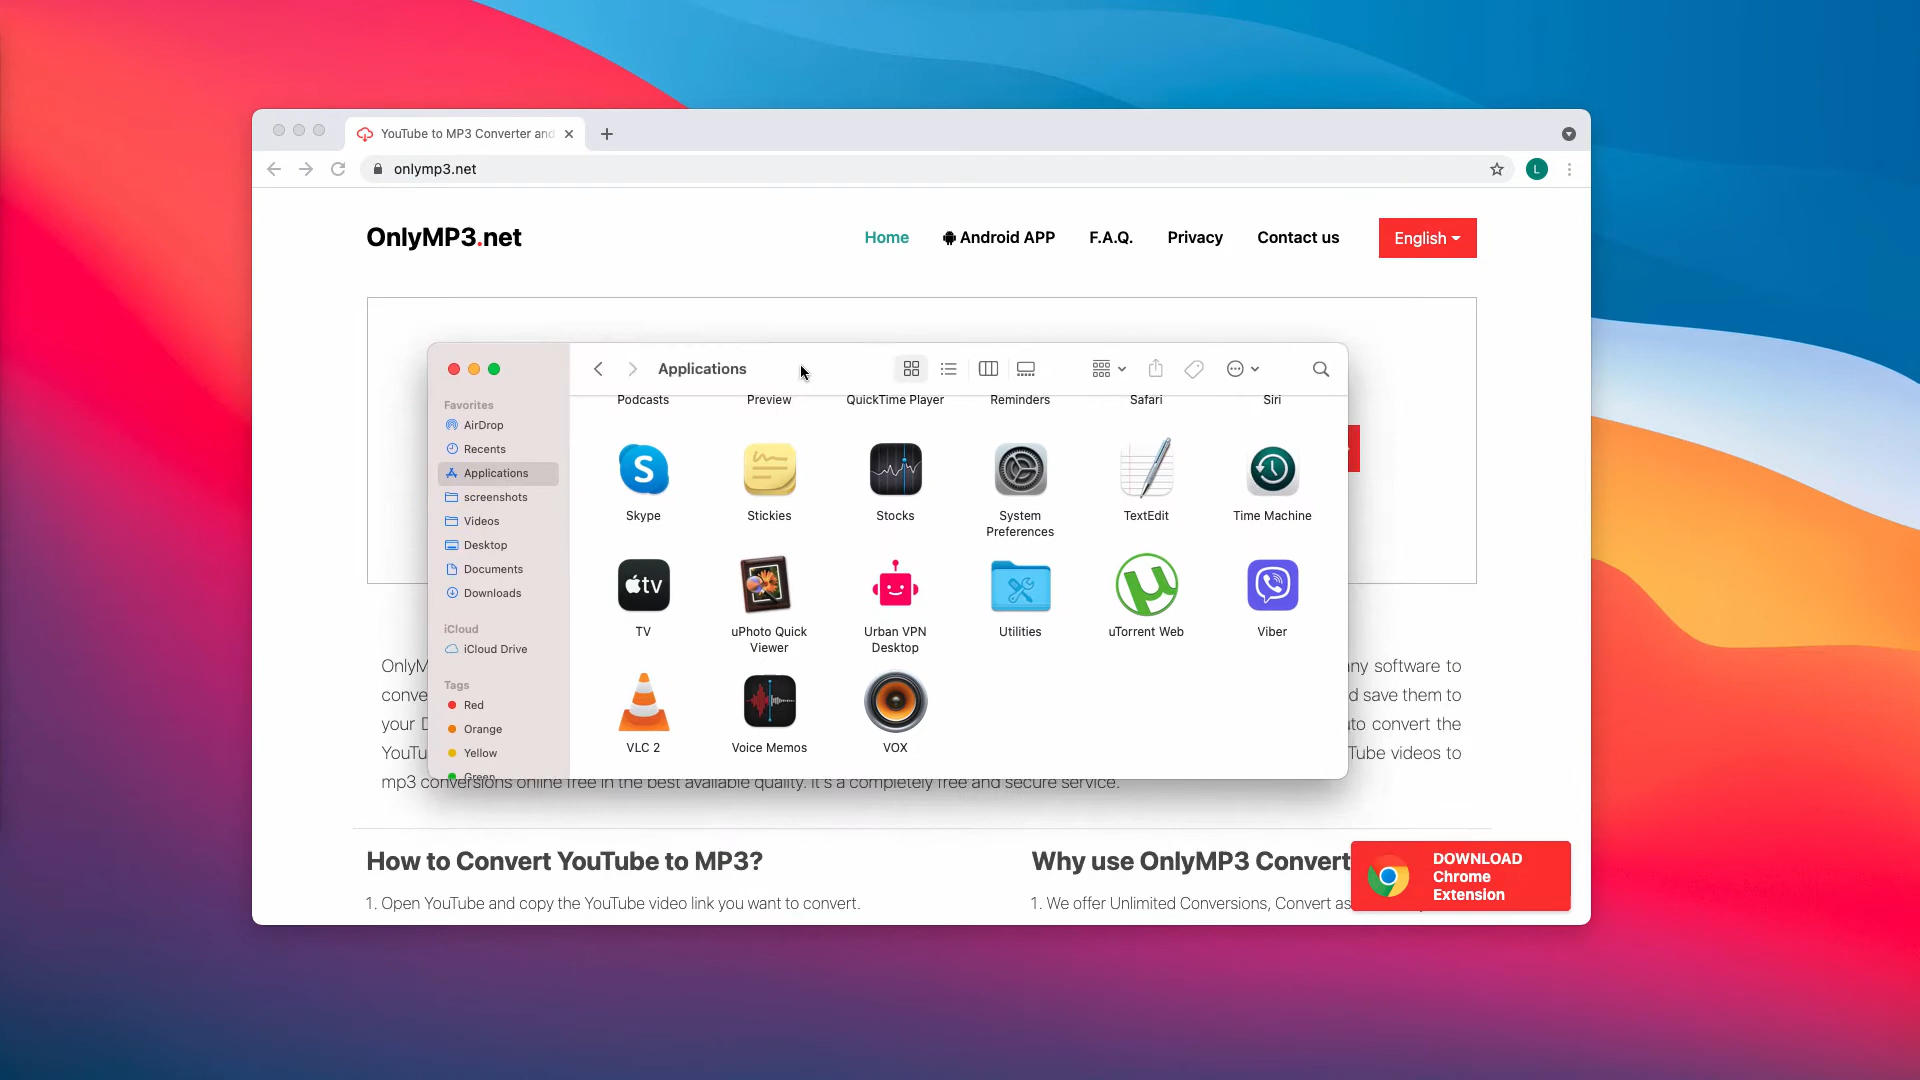 YouTube to MP3 Converter and
onlymp3.net
L
OnlyMP3.net
Home
Android APP
F.A.Q.
Privacy
Contact us
English
Applications
Favorites
AirDrop
Recents
Applications
screenshots
Videos
Desktop
Documents
Downloads
iCloud
iCloud Drive
Tags
Red
Orange
Yellow
Green
Podcasts
Preview
QuickTime Player
Reminders
Safari
Siri
Skype
Stickies
Stocks
System
Preferences
TextEdit
Time Machine
tv
TV
uPhoto Quick
Viewer
Urban VPN
Desktop
Utilities
uTorrent Web
Viber
VLC 2
Voice Memos
VOX
software to
save them to
your
convert the
videos to
mp3 conversions online free in the best available quality. It's a completely free and secure service.
How to Convert YouTube to MP3?
1. Open YouTube and copy the YouTube video link you want to convert.
Why use OnlyMP3 Convert
1. We offer Unlimited Conversions, Convert as
DOWNLOAD
Chrome
Extension